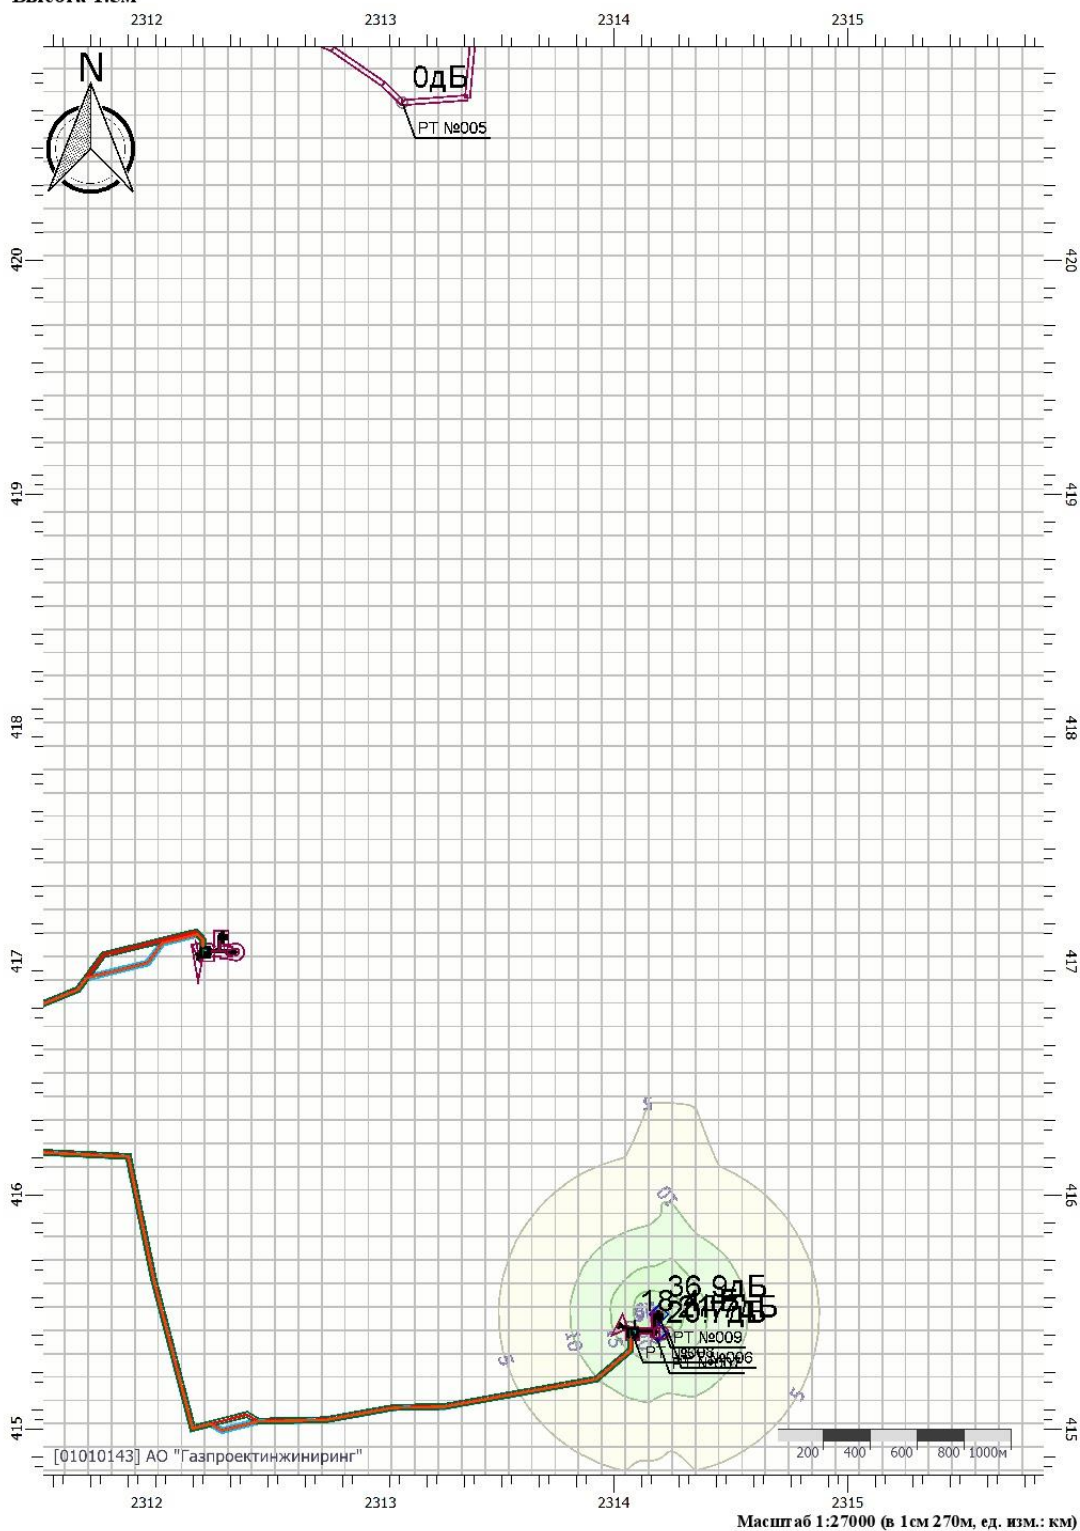 2312 2313 2314 2315
N
0дБ
РТ №005
420 420
419 419
418 418
417 417
5
416 416
10
36.9дБ
РТ №009
15
10
5
5
415 415
[01010143] АО "Газпроектинжиниринг"
200 400 600 800 1000м
2312 2313 2314 2315
Масштаб 1:27000 (в 1см 270м, ед. изм.: км)